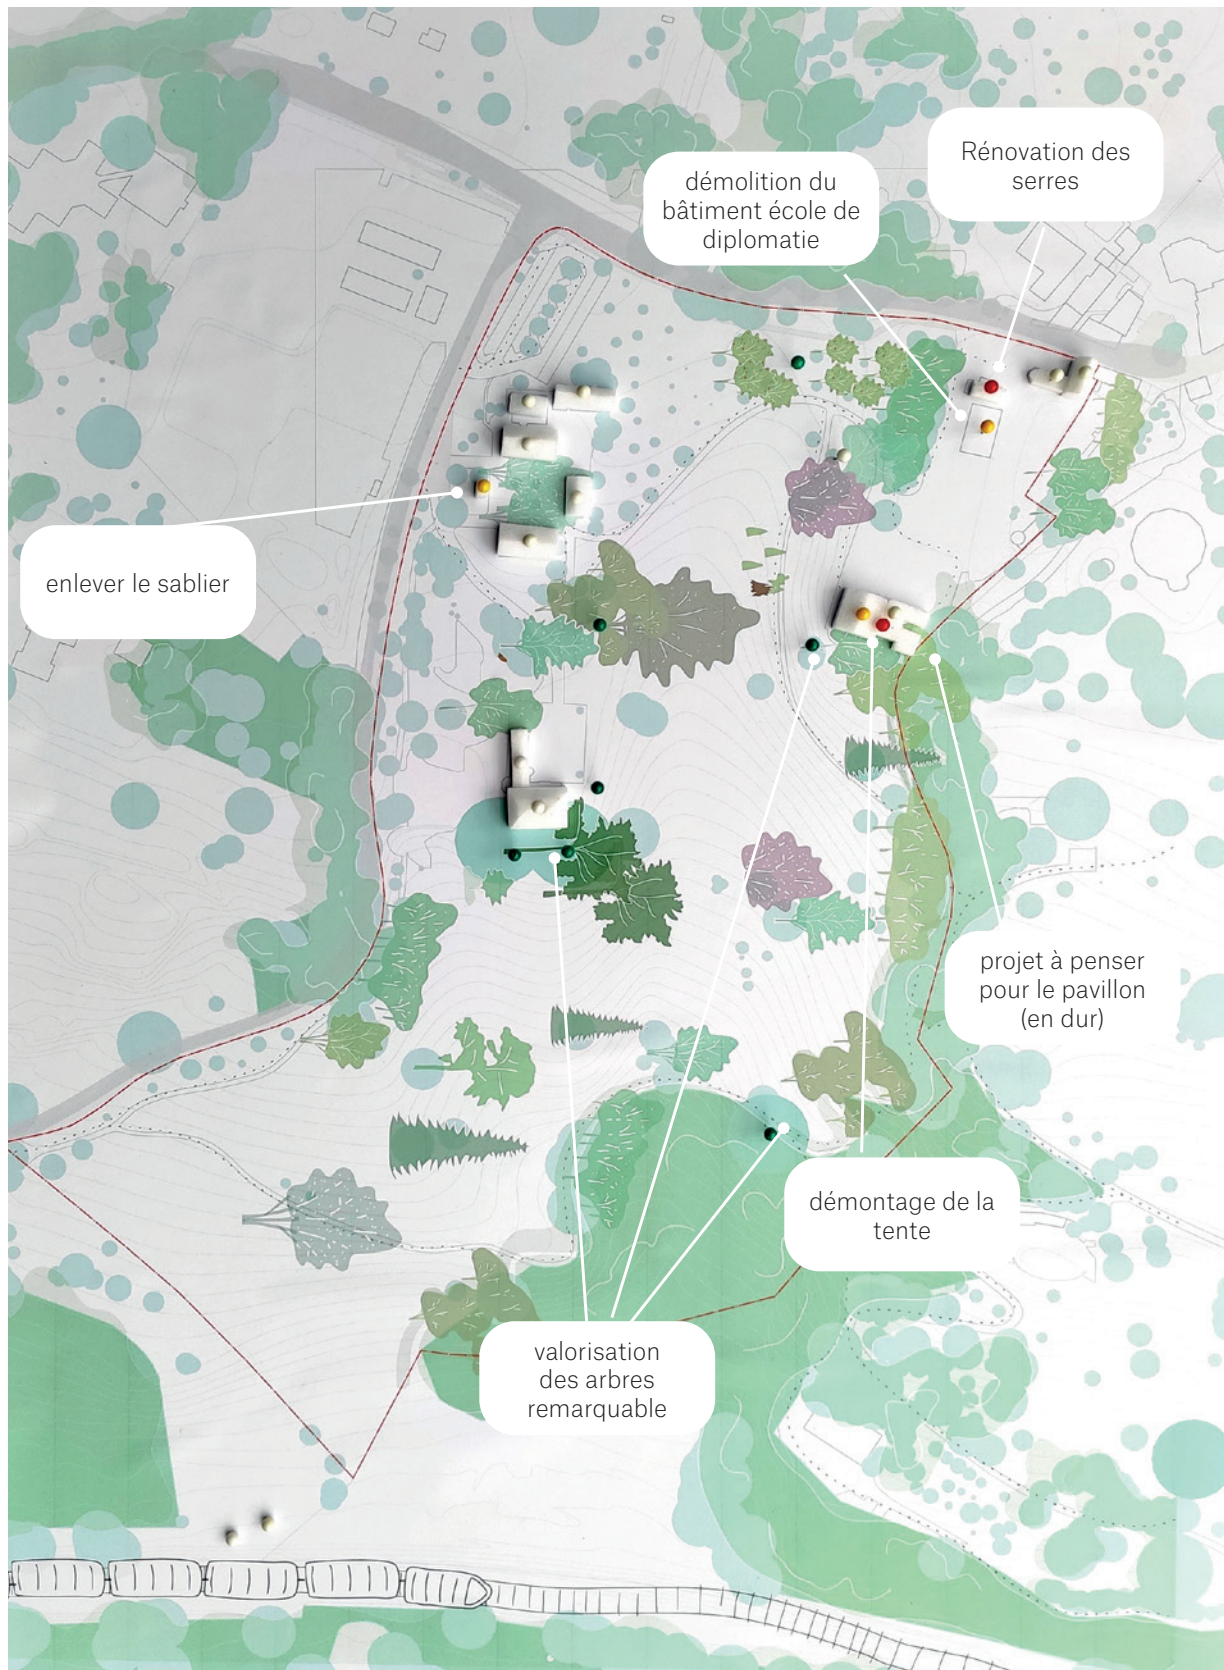 Rénovation des
serres
démolition du
bâtiment école de
diplomatie
enlever le sablier
projet à penser
pour le pavillon
(en dur)
démontage de la
tente
valorisation
des arbres
remarquable